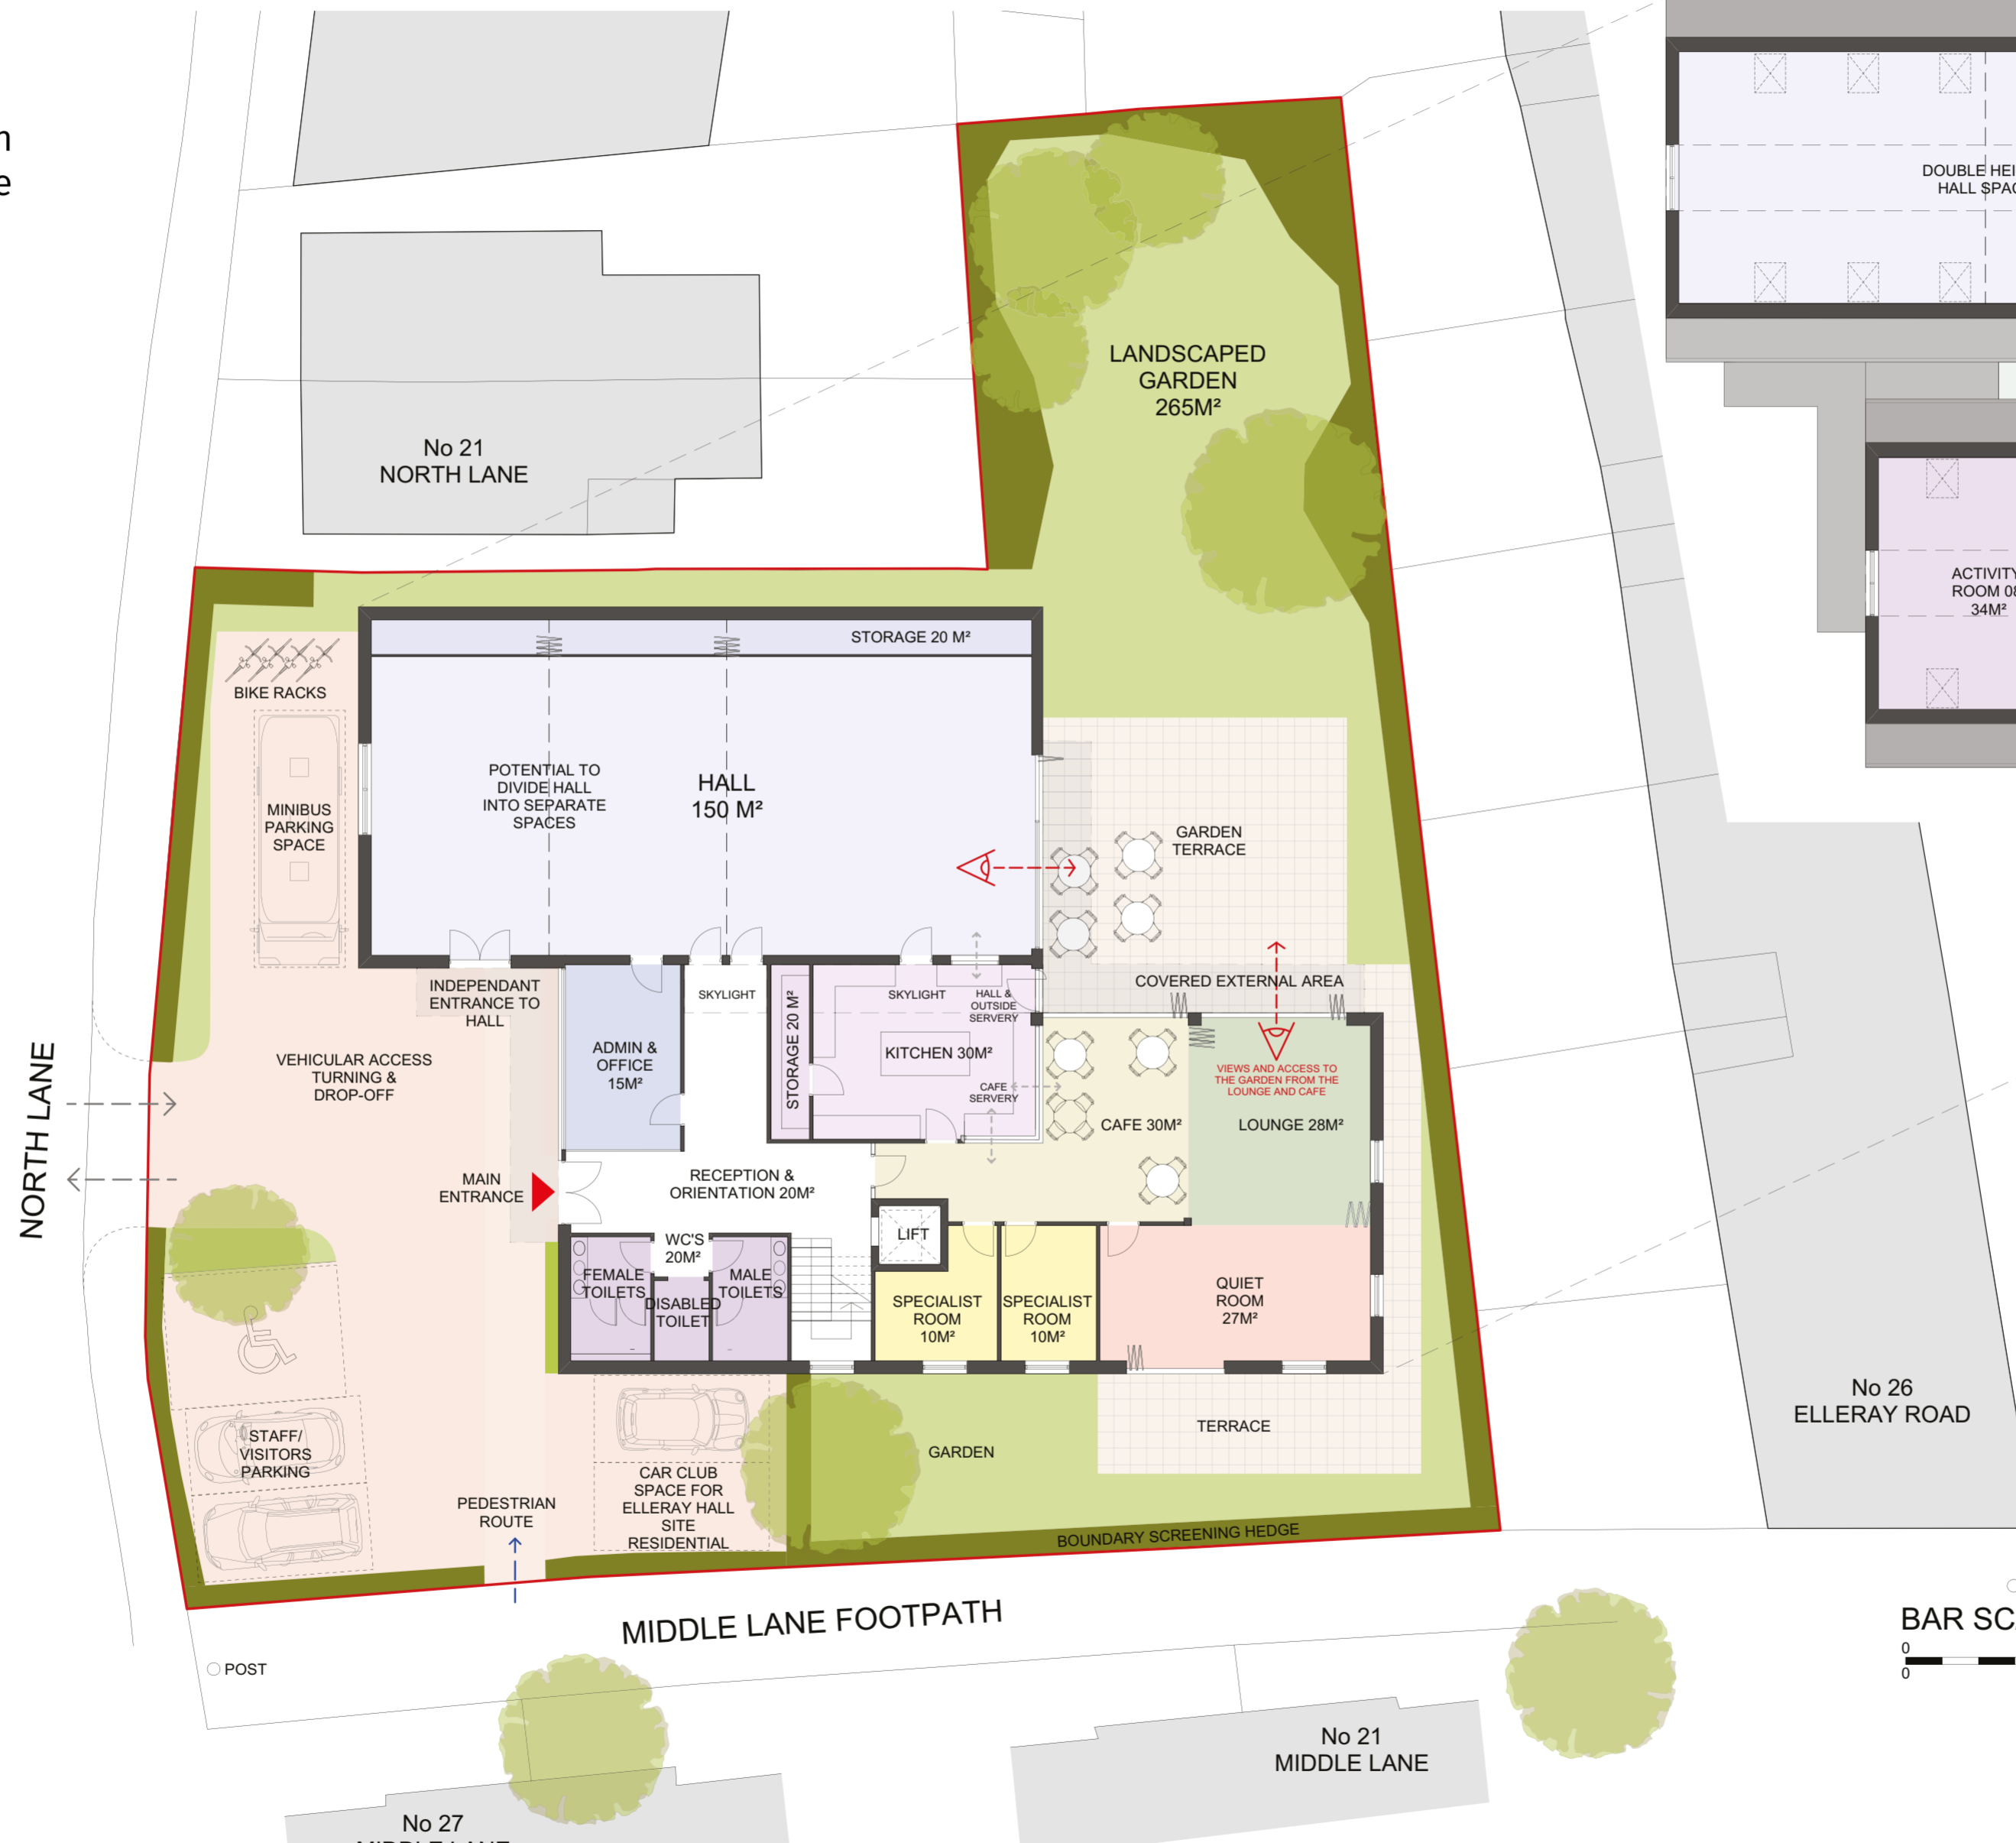 n
e
DOUBLE HEI
HALL SPAC
ACTIVITY
ROOM 08
34M²
LANDSCAPED
GARDEN
265M²
No 21
NORTH LANE
STORAGE 20 M²
BIKE RACKS
MINIBUS
PARKING
SPACE
POTENTIAL TO
DIVIDE HALL
INTO SEPARATE
SPACES
HALL
150 M²
GARDEN
TERRACE
COVERED EXTERNAL AREA
INDEPENDANT
ENTRANCE TO
HALL
SKYLIGHT
SKYLIGHT
HALL &
OUTSIDE
SERVERY
STORAGE 20 M²
ADMIN &
OFFICE
15M²
KITCHEN 30M²
CAFE
SERVERY
VIEWS AND ACCESS TO
THE GARDEN FROM THE
LOUNGE AND CAFE
CAFE 30M²
LOUNGE 28M²
VEHICULAR ACCESS
TURNING &
DROP-OFF
NORTH LANE
MAIN
ENTRANCE
RECEPTION &
ORIENTATION 20M²
WC'S
20M²
LIFT
FEMALE
TOILETS
DISABLED
TOILET
MALE
TOILETS
SPECIALIST
ROOM
10M²
SPECIALIST
ROOM
10M²
QUIET
ROOM
27M²
STAFF/
VISITORS
PARKING
PEDESTRIAN
ROUTE
CAR CLUB
SPACE FOR
ELLERAY HALL
SITE
RESIDENTIAL
GARDEN
TERRACE
BOUNDARY SCREENING HEDGE
No 26
ELLERAY ROAD
MIDDLE LANE FOOTPATH
POST
BAR SC
0
0
No 21
MIDDLE LANE
No 27
MIDDLE LANE